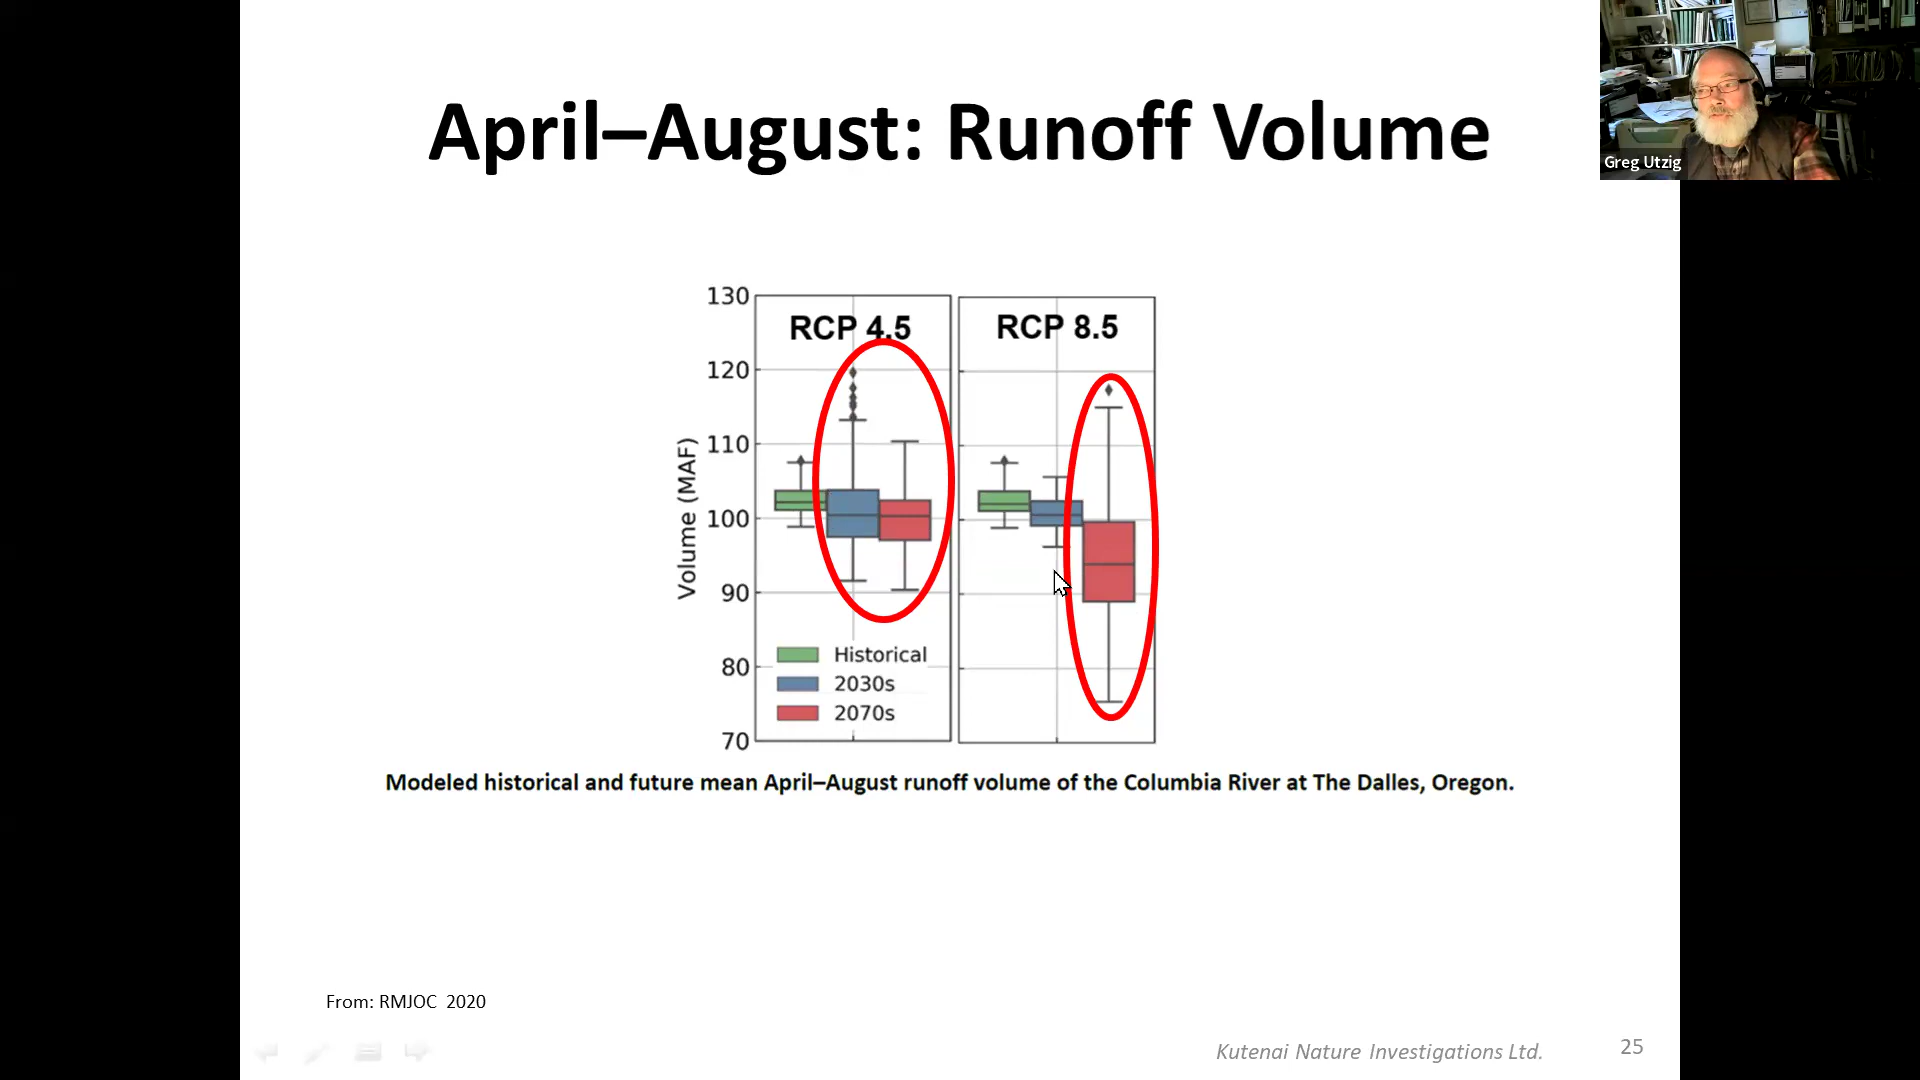 April–August: Runoff Volume
Greg Utzig
130
120
110
100
90
80
70
Volume (MAF)
RCP 4.5
RCP 8.5
Historical
2030s
2070s
Modeled historical and future mean April–August runoff volume of the Columbia River at The Dalles, Oregon.
From: RMJOC 2020
Kutenai Nature Investigations Ltd.
25